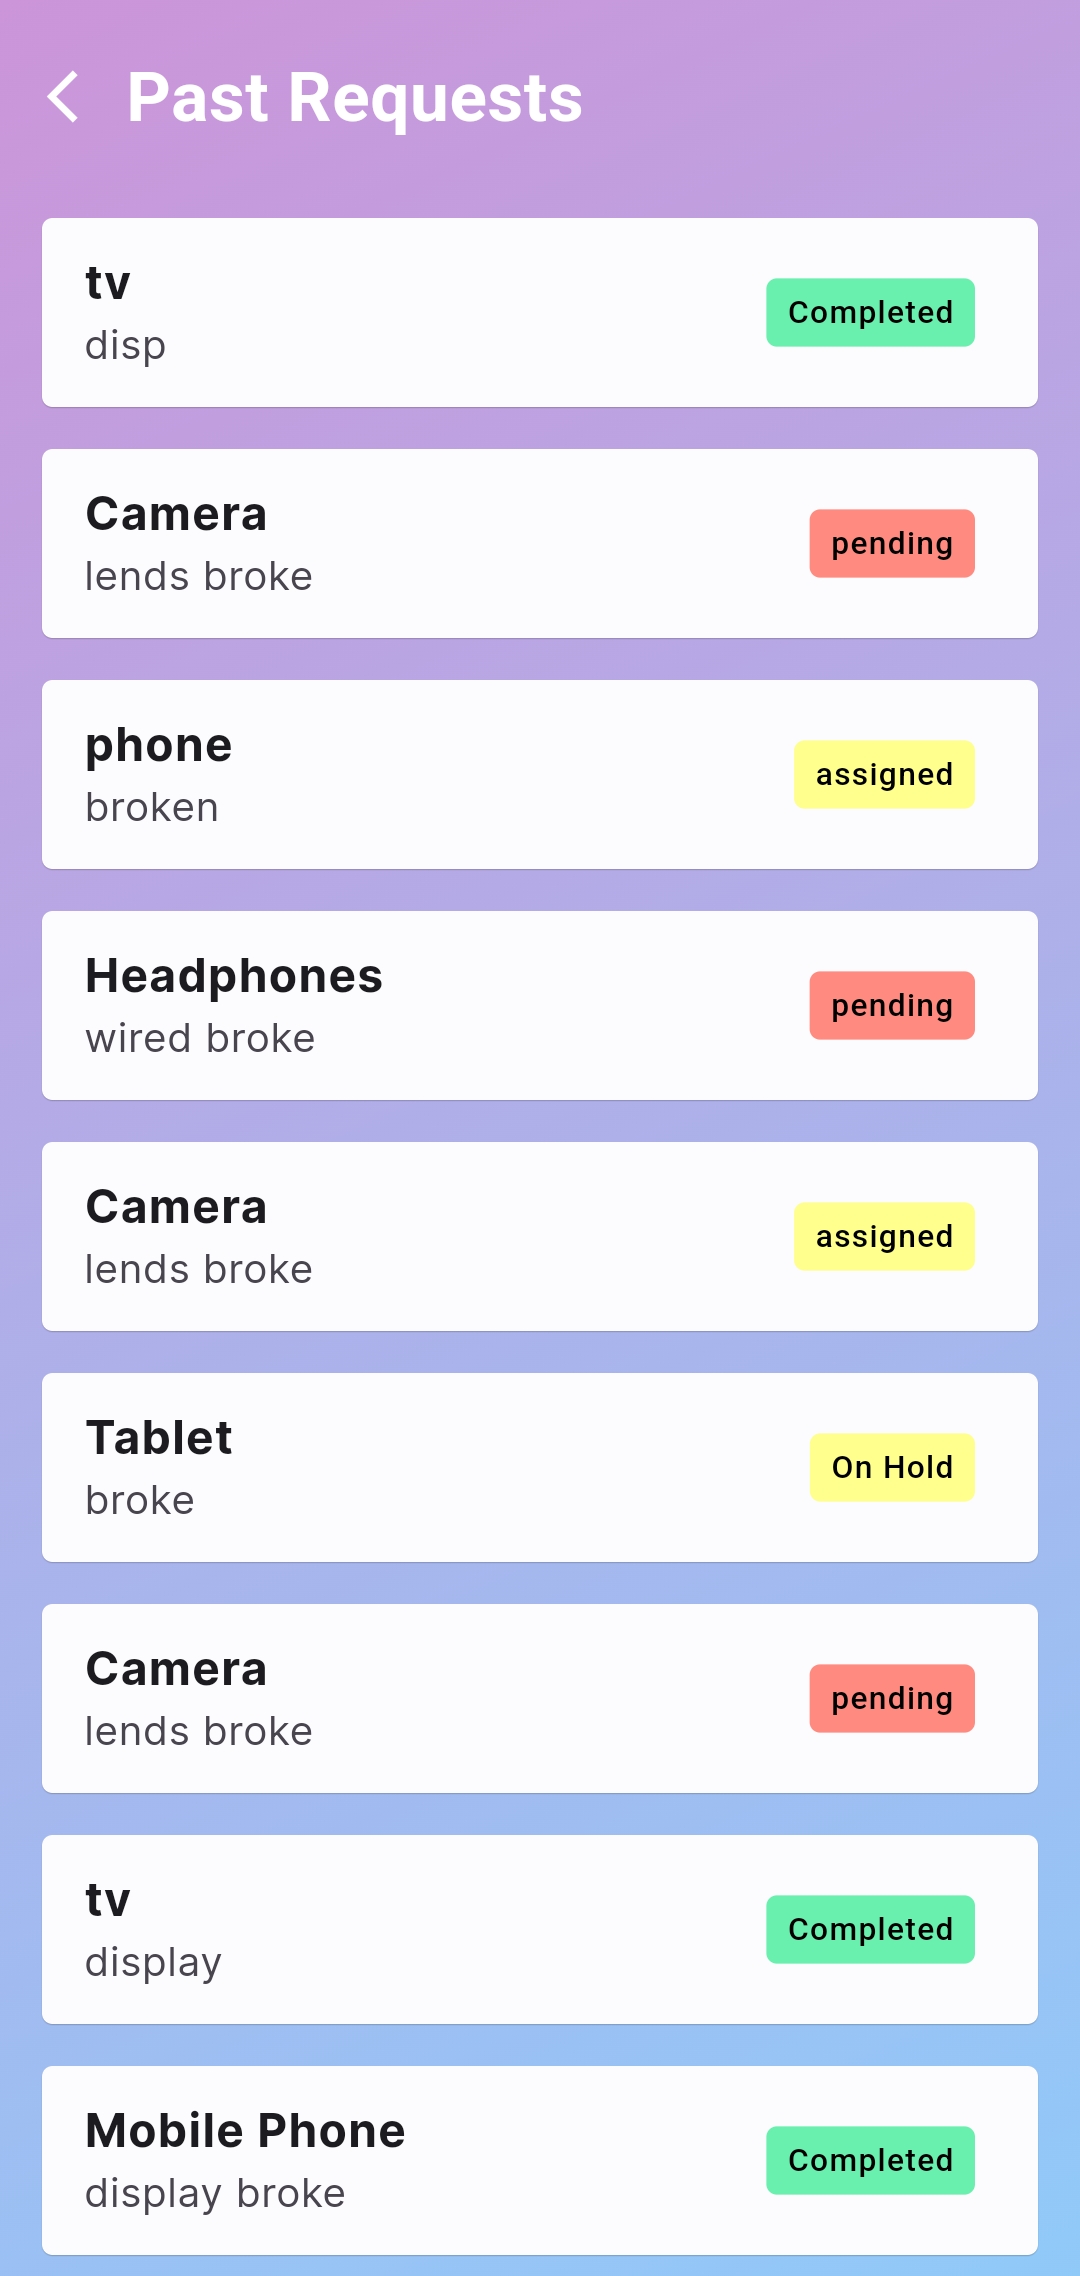 Past Requests
tv
disp
Completed
Camera
lends broke
pending
phone
broken
assigned
Headphones
wired broke
pending
Camera
lends broke
assigned
Tablet
broke
On Hold
Camera
lends broke
pending
tv
display
Completed
Mobile Phone
display broke
Completed